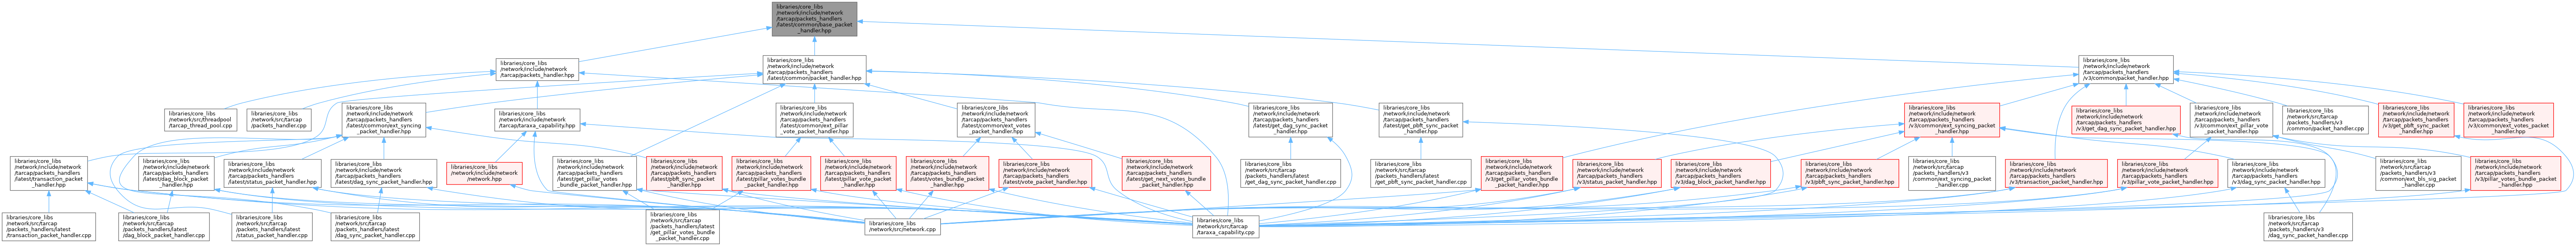 libraries/core_libs
/network/include/network
/tarcap/packets_handlers
/latest/common/base_packet
_handler.hpp
libraries/core_libs
/network/include/network
/tarcap/packets_handler.hpp
libraries/core_libs
/network/include/network
/tarcap/packets_handlers
/latest/common/packet_handler.hpp
libraries/core_libs
/network/include/network
/tarcap/packets_handlers
/v3/common/packet_handler.hpp
libraries/core_libs
/network/src/threadpool
/tarcap_thread_pool.cpp
libraries/core_libs
/network/src/tarcap
/packets_handler.cpp
libraries/core_libs
/network/include/network
/tarcap/packets_handlers
/latest/common/ext_syncing
_packet_handler.hpp
libraries/core_libs
/network/include/network
/tarcap/taraxa_capability.hpp
libraries/core_libs
/network/include/network
/tarcap/packets_handlers
/latest/common/ext_pillar
_vote_packet_handler.hpp
libraries/core_libs
/network/include/network
/tarcap/packets_handlers
/latest/common/ext_votes
_packet_handler.hpp
libraries/core_libs
/network/include/network
/tarcap/packets_handlers
/latest/get_dag_sync_packet
_handler.hpp
libraries/core_libs
/network/include/network
/tarcap/packets_handlers
/latest/get_pbft_sync_packet
_handler.hpp
libraries/core_libs
/network/include/network
/tarcap/packets_handlers
/v3/common/ext_syncing_packet
_handler.hpp
libraries/core_libs
/network/include/network
/tarcap/packets_handlers
/v3/get_dag_sync_packet_handler.hpp
libraries/core_libs
/network/include/network
/tarcap/packets_handlers
/v3/common/ext_pillar_vote
_packet_handler.hpp
libraries/core_libs
/network/src/tarcap
/packets_handlers/v3
/common/packet_handler.cpp
libraries/core_libs
/network/include/network
/tarcap/packets_handlers
/v3/get_pbft_sync_packet
_handler.hpp
libraries/core_libs
/network/include/network
/tarcap/packets_handlers
/v3/common/ext_votes_packet
_handler.hpp
libraries/core_libs
/network/include/network
/tarcap/packets_handlers
/latest/transaction_packet
_handler.hpp
libraries/core_libs
/network/include/network
/tarcap/packets_handlers
/latest/dag_block_packet
_handler.hpp
libraries/core_libs
/network/include/network
/tarcap/packets_handlers
/latest/status_packet_handler.hpp
libraries/core_libs
/network/include/network
/tarcap/packets_handlers
/latest/dag_sync_packet_handler.hpp
libraries/core_libs
/network/include/network
/network.hpp
libraries/core_libs
/network/include/network
/tarcap/packets_handlers
/latest/get_pillar_votes
_bundle_packet_handler.hpp
libraries/core_libs
/network/include/network
/tarcap/packets_handlers
/latest/pbft_sync_packet
_handler.hpp
libraries/core_libs
/network/include/network
/tarcap/packets_handlers
/latest/pillar_votes_bundle
_packet_handler.hpp
libraries/core_libs
/network/include/network
/tarcap/packets_handlers
/latest/pillar_vote_packet
_handler.hpp
libraries/core_libs
/network/include/network
/tarcap/packets_handlers
/latest/votes_bundle_packet
_handler.hpp
libraries/core_libs
/network/include/network
/tarcap/packets_handlers
/latest/vote_packet_handler.hpp
libraries/core_libs
/network/include/network
/tarcap/packets_handlers
/latest/get_next_votes_bundle
_packet_handler.hpp
libraries/core_libs
/network/src/tarcap
/packets_handlers/latest
/get_dag_sync_packet_handler.cpp
libraries/core_libs
/network/src/tarcap
/packets_handlers/latest
/get_pbft_sync_packet_handler.cpp
libraries/core_libs
/network/include/network
/tarcap/packets_handlers
/v3/get_pillar_votes_bundle
_packet_handler.hpp
libraries/core_libs
/network/include/network
/tarcap/packets_handlers
/v3/status_packet_handler.hpp
libraries/core_libs
/network/include/network
/tarcap/packets_handlers
/v3/dag_block_packet_handler.hpp
libraries/core_libs
/network/include/network
/tarcap/packets_handlers
/v3/pbft_sync_packet_handler.hpp
libraries/core_libs
/network/src/tarcap
/packets_handlers/v3
/common/ext_syncing_packet
_handler.cpp
libraries/core_libs
/network/include/network
/tarcap/packets_handlers
/v3/transaction_packet_handler.hpp
libraries/core_libs
/network/include/network
/tarcap/packets_handlers
/v3/pillar_vote_packet_handler.hpp
libraries/core_libs
/network/include/network
/tarcap/packets_handlers
/v3/dag_sync_packet_handler.hpp
libraries/core_libs
/network/src/tarcap
/packets_handlers/v3
/common/ext_pillar_vote_packet
_handler.cpp
libraries/core_libs
/network/include/network
/tarcap/packets_handlers
/v3/pillar_votes_bundle_packet
_handler.hpp
libraries/core_libs
/network/src/tarcap
/packets_handlers/latest
/transaction_packet_handler.cpp
libraries/core_libs
/network/src/tarcap
/packets_handlers/latest
/dag_block_packet_handler.cpp
libraries/core_libs
/network/src/tarcap
/packets_handlers/latest
/status_packet_handler.cpp
libraries/core_libs
/network/src/tarcap
/packets_handlers/latest
/dag_sync_packet_handler.cpp
libraries/core_libs
/network/src/tarcap
/packets_handlers/latest
/get_pillar_votes_bundle
_packet_handler.cpp
libraries/core_libs
/network/src/network.cpp
libraries/core_libs
/network/src/tarcap
/taraxa_capability.cpp
libraries/core_libs
/network/src/tarcap
/packets_handlers/v3
/dag_sync_packet_handler.cpp